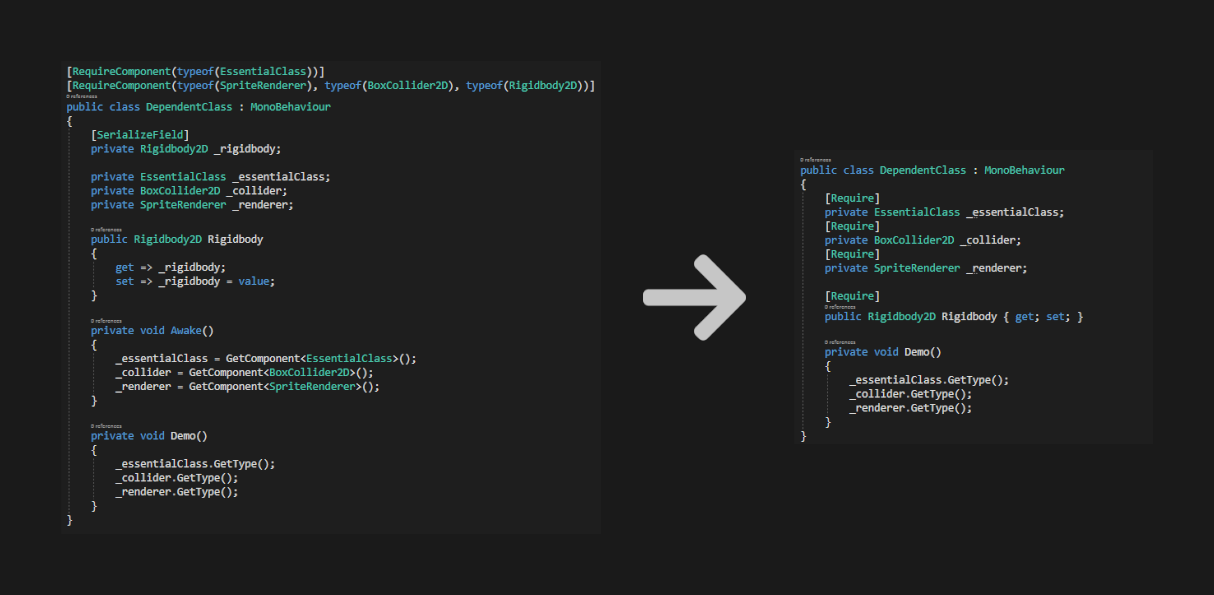 [RequireComponent(typeof(EssentialClass))]
[RequireComponent(typeof(SpriteRenderer), typeof(BoxCollider2D), typeof(Rigidbody2D))]
0 references
public class DependentClass : MonoBehaviour
{
[SerializeField]
private Rigidbody2D _rigidbody;
private EssentialClass _essentialClass;
private BoxCollider2D _collider;
private SpriteRenderer _renderer;
0 references
public Rigidbody2D Rigidbody
{
get => _rigidbody;
set => _rigidbody = value;
}
0 references
private void Awake()
{
_essentialClass = GetComponent<EssentialClass>();
_collider = GetComponent<BoxCollider2D>();
_renderer = GetComponent<SpriteRenderer>();
}
0 references
private void Demo()
{
_essentialClass.GetType();
_collider.GetType();
_renderer.GetType();
}
}
0 references
public class DependentClass : MonoBehaviour
{
[Require]
private EssentialClass _essentialClass;
[Require]
private BoxCollider2D _collider;
[Require]
private SpriteRenderer _renderer;
[Require]
0 references
public Rigidbody2D Rigidbody { get; set; }
0 references
private void Demo()
{
_essentialClass.GetType();
_collider.GetType();
_renderer.GetType();
}
}